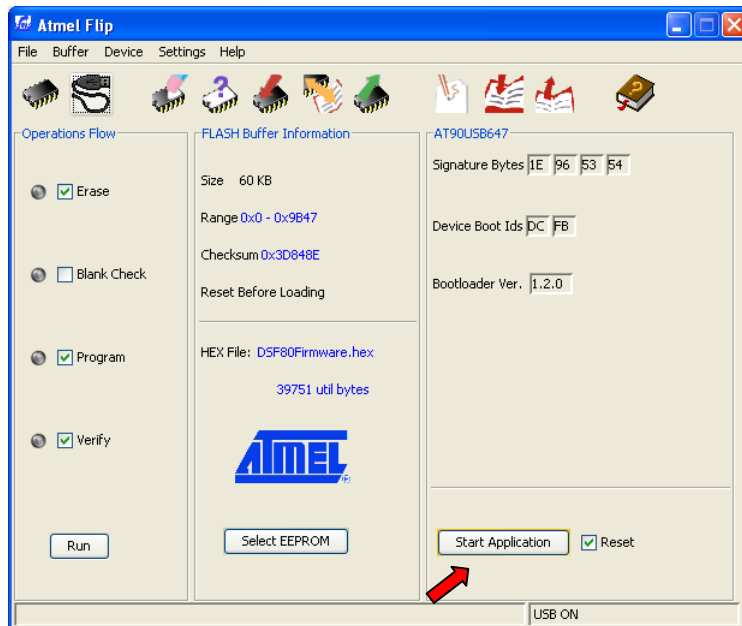 Atmel Flip
File Buffer Device Settings Help
Operations Flow
Erase
Blank Check
Program
Verify
Run
FLASH Buffer Information
Size 60 KB
Range 0x0 - 0x9B47
Checksum 0x3D848E
Reset Before Loading
HEX File: DSF80Firmware.hex
39751 util bytes
ATMEL
Select EEPROM
AT90USB647
Signature Bytes 1E 96 53 54
Device Boot Ids DC FB
Bootloader Ver. 1.2.0
Start Application Reset
USB ON